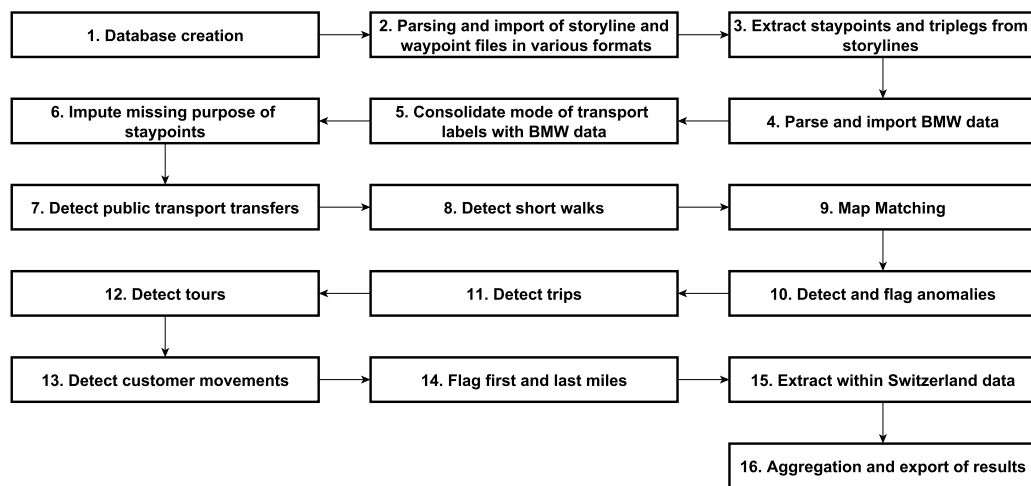 1. Database creation
2. Parsing and import of storyline and
waypoint files in various formats
3. Extract staypoints and triplegs from
storylines
4. Parse and import BMW data
5. Consolidate mode of transport
labels with BMW data
6. Impute missing purpose of
staypoints
7. Detect public transport transfers
8. Detect short walks
9. Map Matching
10. Detect and flag anomalies
11. Detect trips
12. Detect tours
13. Detect customer movements
14. Flag first and last miles
15. Extract within Switzerland data
16. Aggregation and export of results